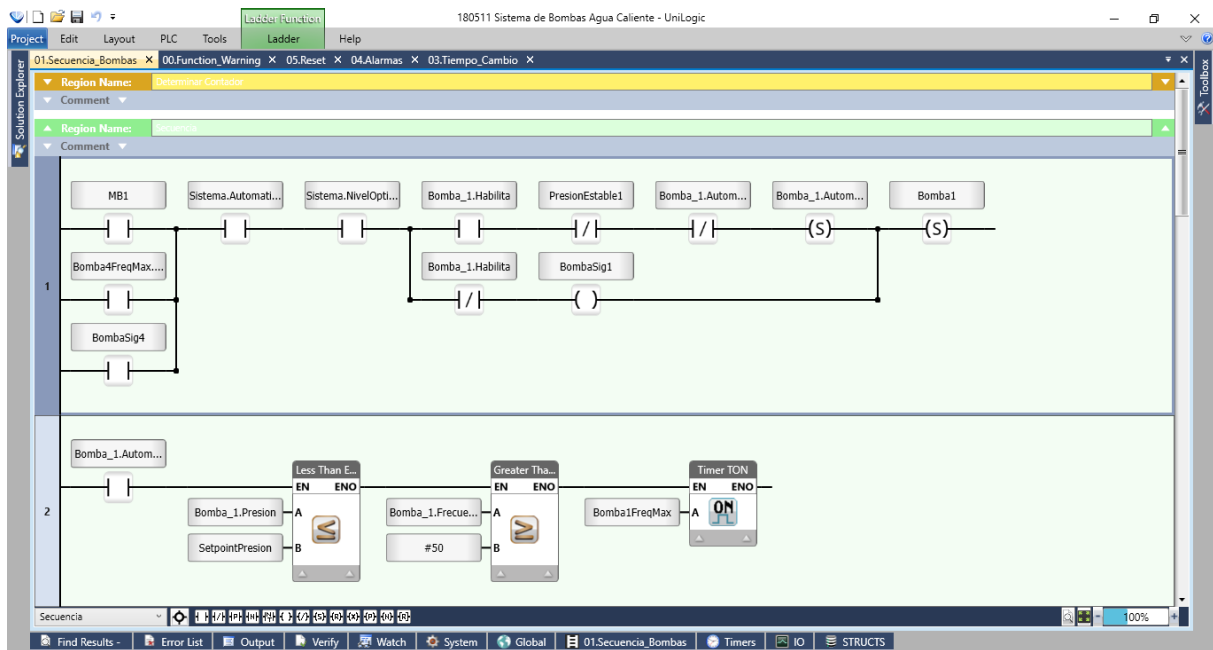 Ladder Function
180511 Sistema de Bombas Agua Caliente - UniLogic
Project Edit Layout PLC Tools Ladder Help
01.Secuencia_Bombas 00.Function_Warning 05.Reset 04.Alarmas 03.Tiempo_Cambio
Solution Explorer
Toolbox
Region Name: Determinar Contador
Comment
Region Name: Secuencia
Comment
1
MB1 Sistema.Automati... Sistema.NivelOpti... Bomba_1.Habilita PresionEstable1 Bomba_1.Autom... Bomba_1.Autom... Bomba1
(S) (S)
Bomba4FreqMax.... Bomba_1.Habilita BombaSig1
BombaSig4
2
Bomba_1.Autom...
Less Than E... Greater Tha... Timer TON
EN ENO EN ENO EN ENO
Bomba_1.Presion A Bomba_1.Frecue... A Bomba1FreqMax A ON
SetpointPresion B #50 B
Secuencia 100%
Find Results - Error List Output Verify Watch System Global 01.Secuencia_Bombas Timers IO STRUCTS